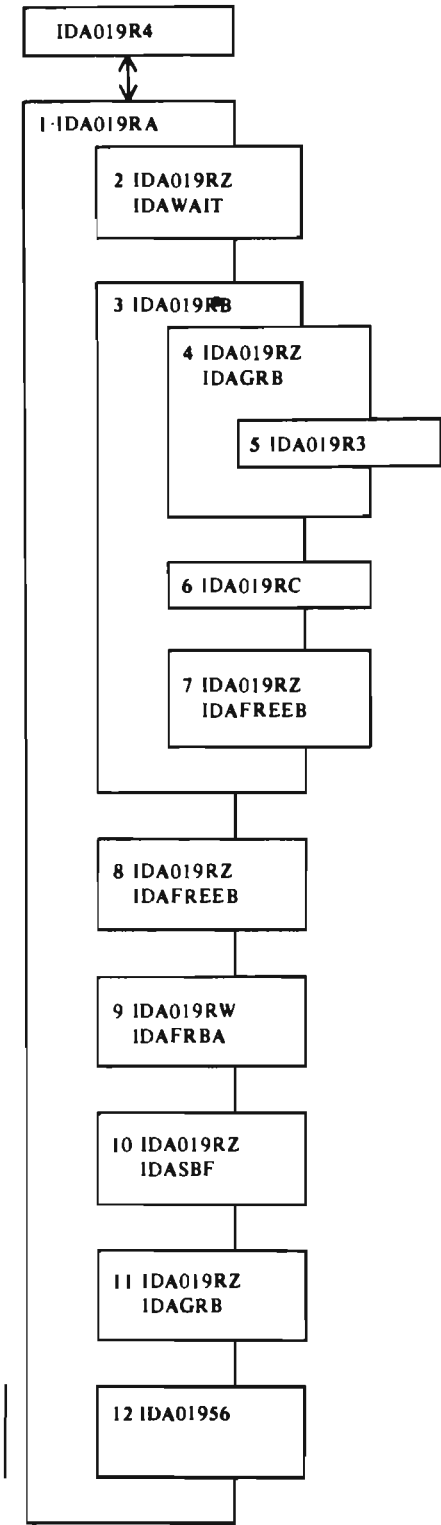 IDA019R4
1 IDA019RA
2 IDA019RZ
IDAWAIT
3 IDA019RB
4 IDA019RZ
IDAGRB
5 IDA019R3
6 IDA019RC
7 IDA019RZ
IDAFREEB
8 IDA019RZ
IDAFREEB
9 IDA019RW
IDAFRBA
10 IDA019RZ
IDASBF
11 IDA019RZ
IDAGRB
12 IDA01956